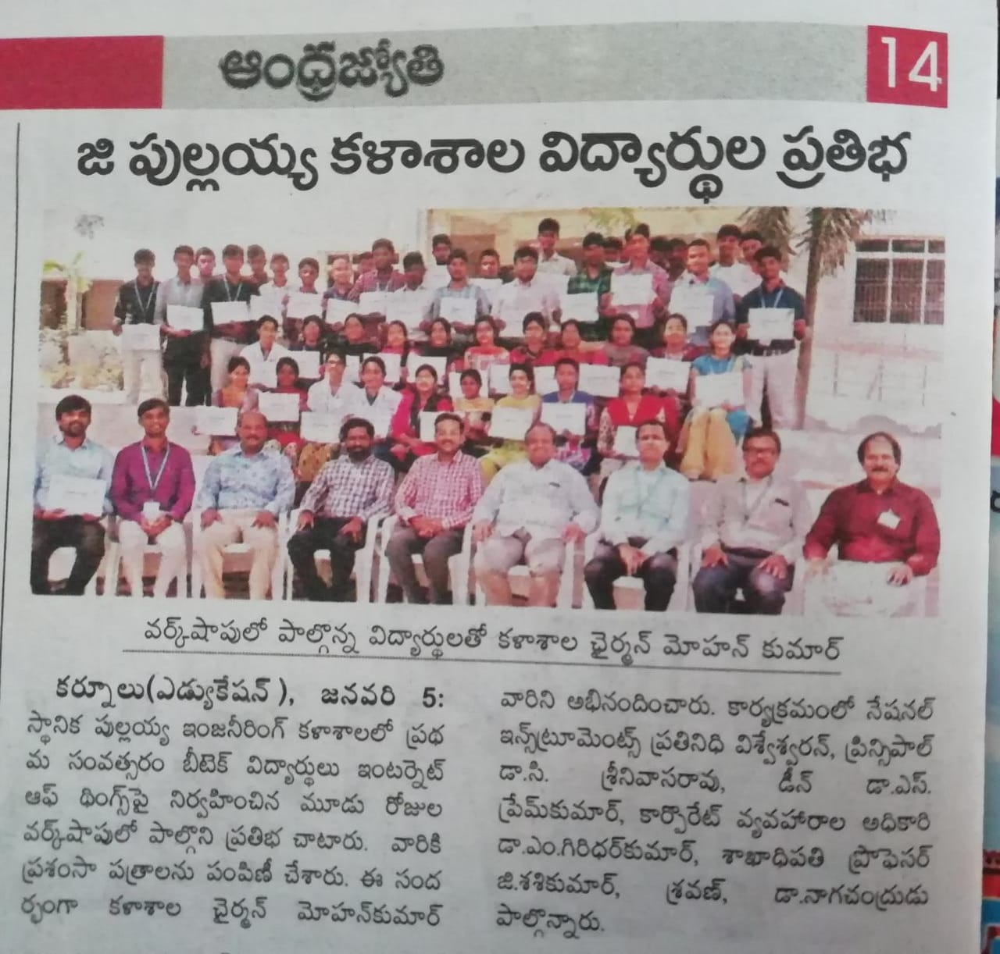 ఆంధ్రజ్యోతి
14
జి పుల్లయ్య కళాశాల విద్యార్థుల ప్రతిభ
వర్క్‌షాపులో పాల్గొన్న విద్యార్థులతో కళాశాల ఛైర్మన్ మోహన్ కుమార్
కర్నూలు(ఎడ్యుకేషన్), జనవరి 5:
స్థానిక పుల్లయ్య ఇంజనీరింగ్ కళాశాలలో ప్రథ
మ సంవత్సరం బీటెక్ విద్యార్థులు ఇంటర్నెట్
ఆఫ్ థింగ్స్‌పై నిర్వహించిన మూడు రోజుల
వర్క్‌షాపులో పాల్గొని ప్రతిభ చాటారు. వారికి
ప్రశంసా పత్రాలను పంపిణీ చేశారు. ఈ సంద
ర్భంగా కళాశాల ఛైర్మన్ మోహన్‌కుమార్
వారిని అభినందించారు. కార్యక్రమంలో నేషనల్
ఇన్స్‌ట్రూమెంట్స్ ప్రతినిధి విశ్వేశ్వరన్, ప్రిన్సిపాల్
డా.సి. శ్రీనివాసరావు, డీన్ డా.ఎస్.
ప్రేమ్‌కుమార్, కార్పొరేట్ వ్యవహారాల అధికారి
డా.ఎం.గిరిధర్‌కుమార్, శాఖాధిపతి ప్రొఫెసర్
జి.శశికుమార్, శ్రవణ్, డా.నాగచంద్రుడు
పాల్గొన్నారు.